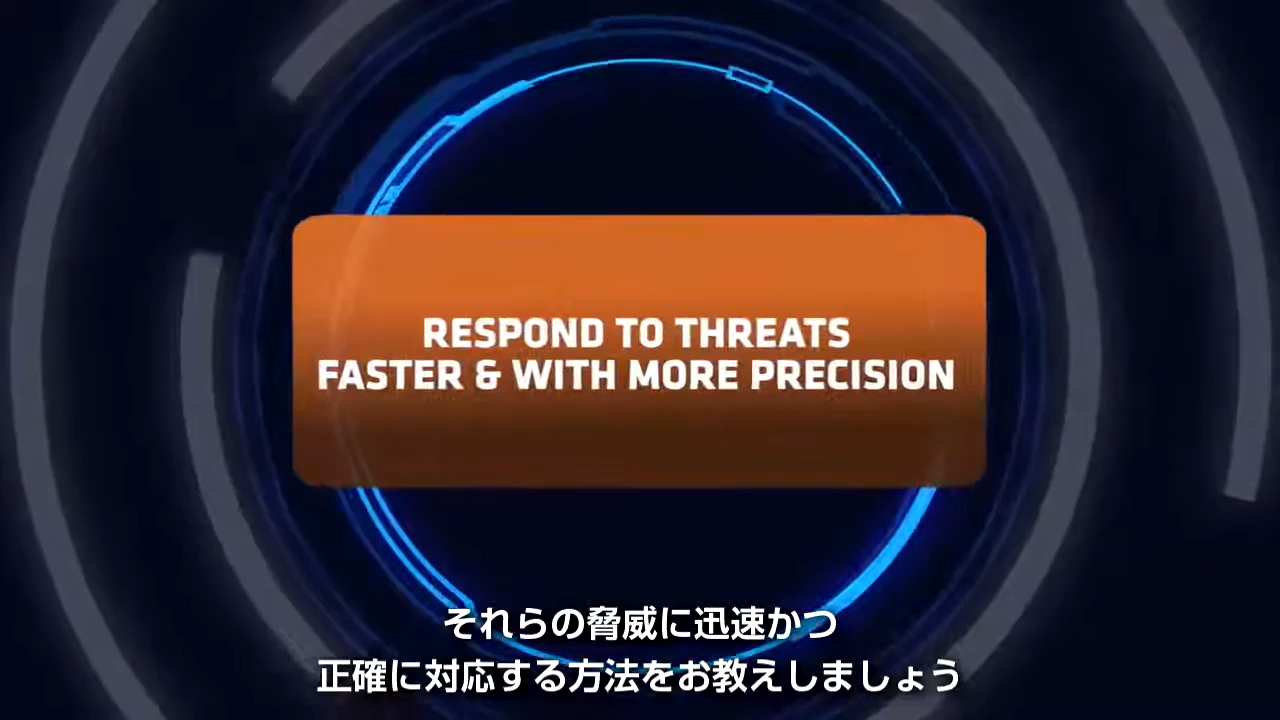 RESPOND TO THREATS
FASTER & WITH MORE PRECISION
それらの脅威に迅速かつ
正確に対応する方法をお教えしましょう